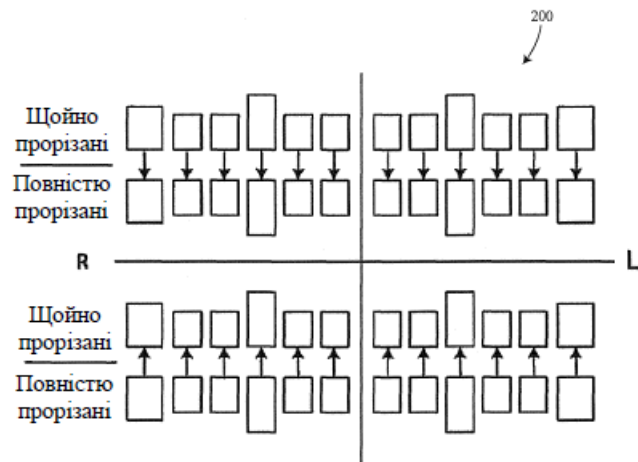 200
Щойно
прорізані
Повністю
прорізані
R L
Щойно
прорізані
Повністю
прорізані